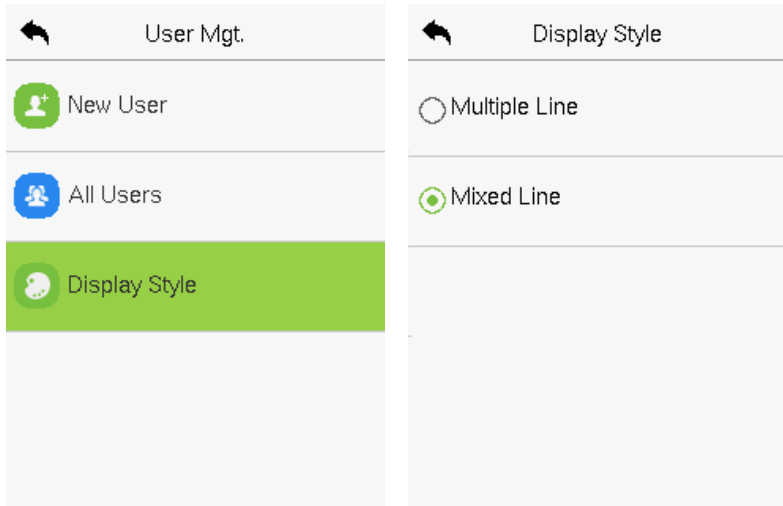 User Mgt.
New User
All Users
Display Style
Display Style
Multiple Line
Mixed Line